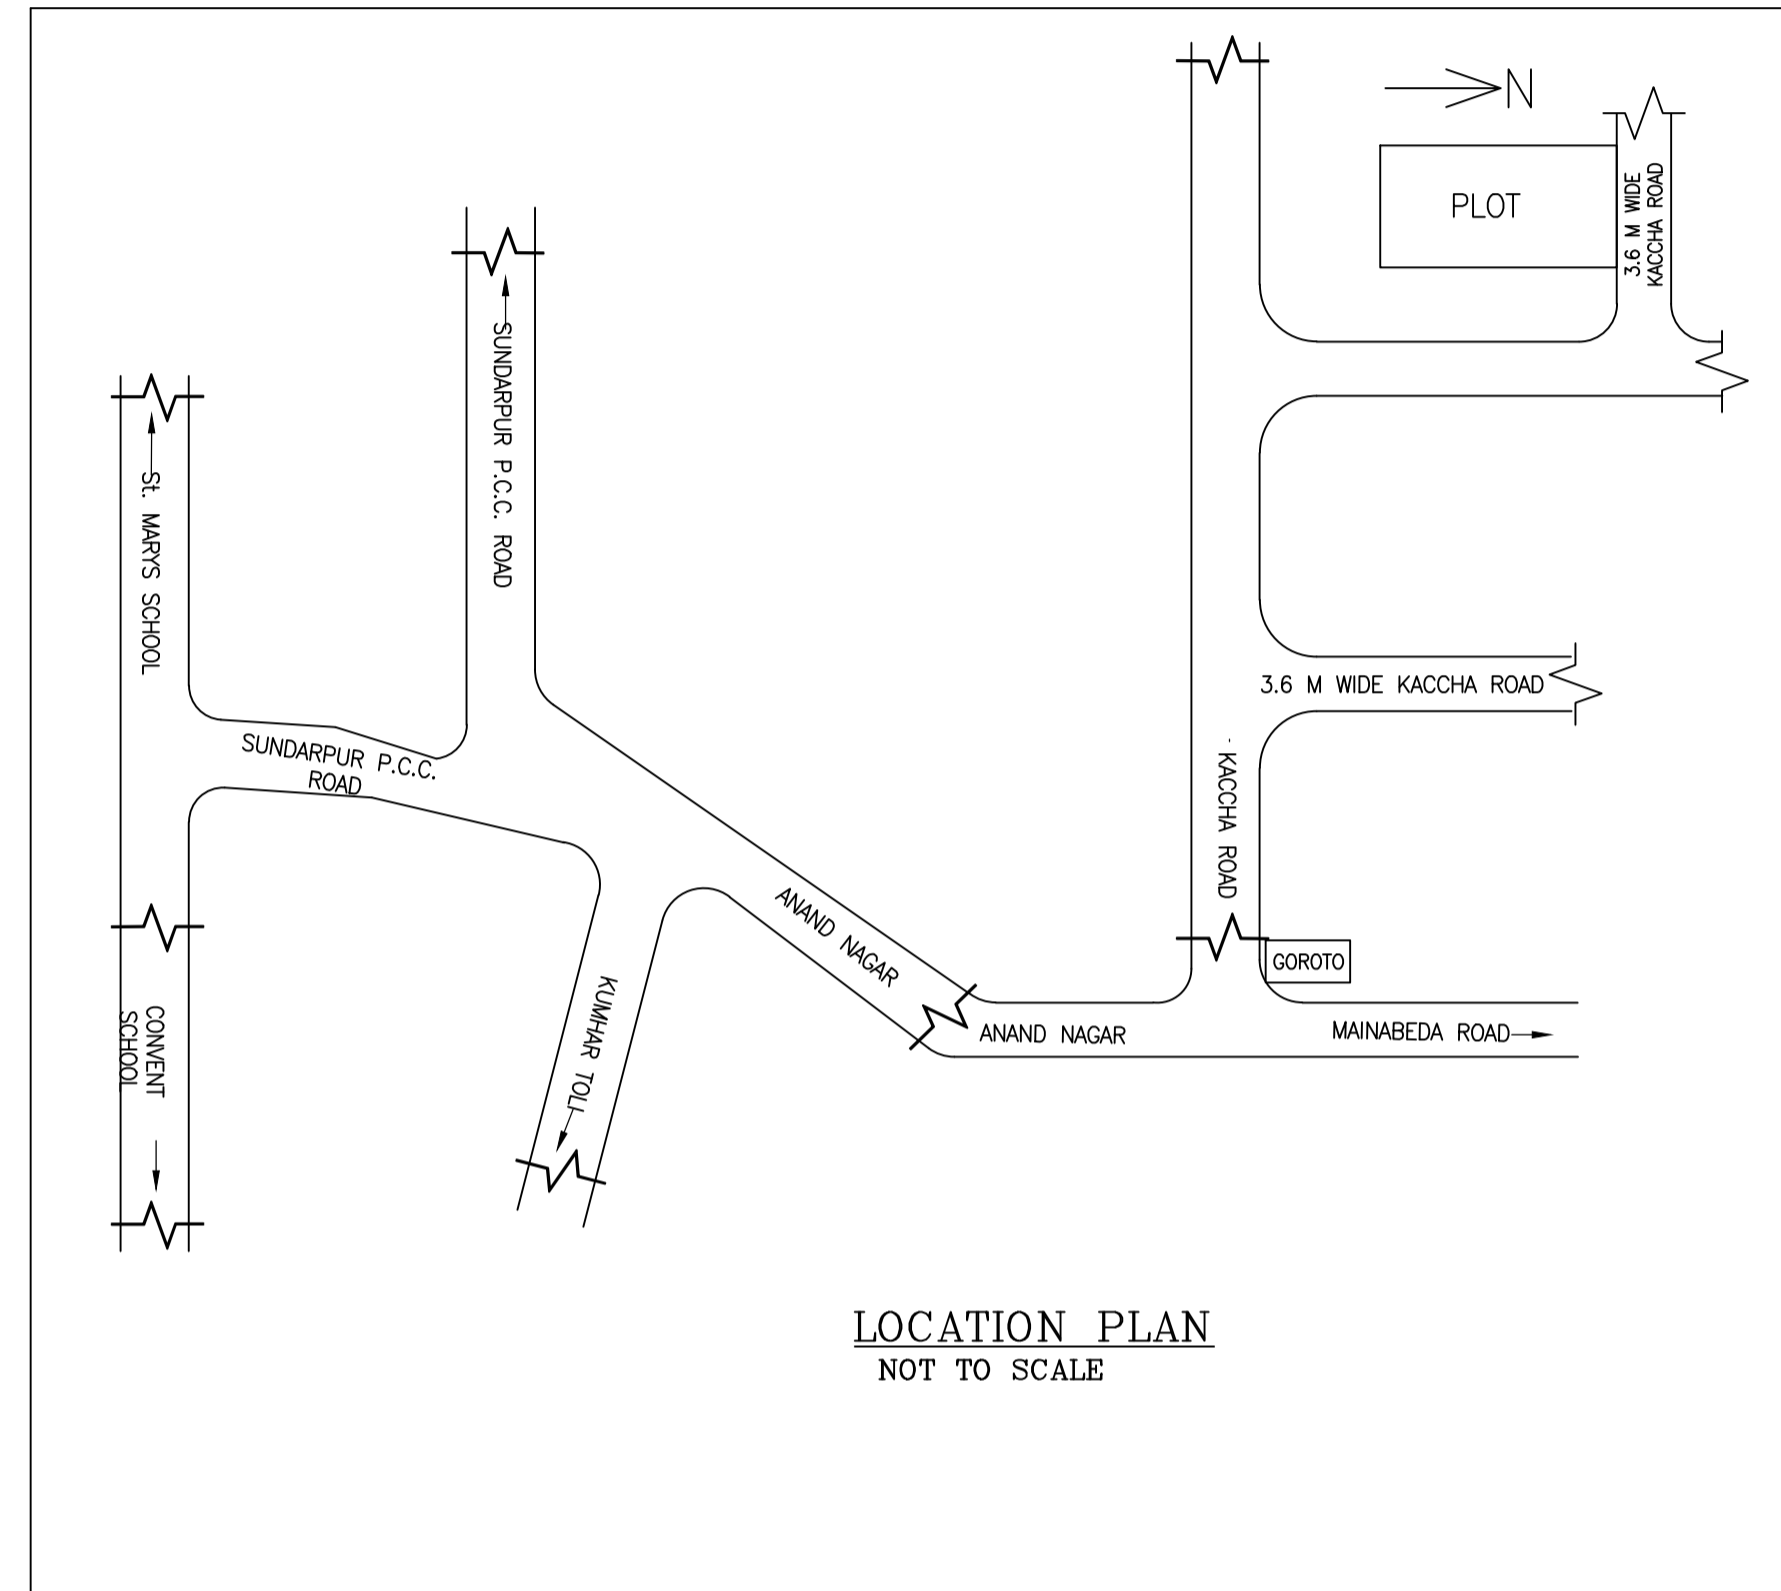 N
PLOT
3.6 M WIDE
KACCHA ROAD
SUNDARPUR P.C.C. ROAD
St. MARYS SCHOOL
3.6 M WIDE KACCHA ROAD
SUNDARPUR P.C.C.
ROAD
KACCHA ROAD
ANAND NAGAR
GOROTO
KUMHAR TOLI
CONVENT
SCHOOL
ANAND NAGAR
MAINABEDA ROAD
LOCATION PLAN
NOT TO SCALE